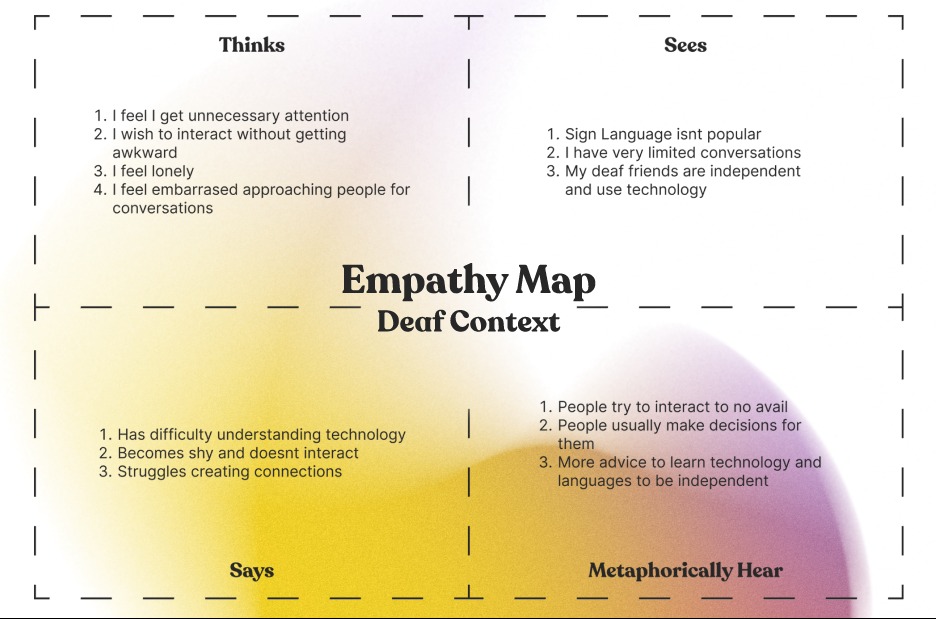 Thinks
1. I feel I get unnecessary attention
2. I wish to interact without getting
awkward
3. I feel lonely
4. I feel embarrased approaching people for
conversations
Sees
1. Sign Language isnt popular
2. I have very limited conversations
3. My deaf friends are independent
and use technology
Empathy Map
Deaf Context
1. Has difficulty understanding technology
2. Becomes shy and doesnt interact
3. Struggles creating connections
Says
1. People try to interact to no avail
2. People usually make decisions for
them
3. More advice to learn technology and
languages to be independent
Metaphorically Hear